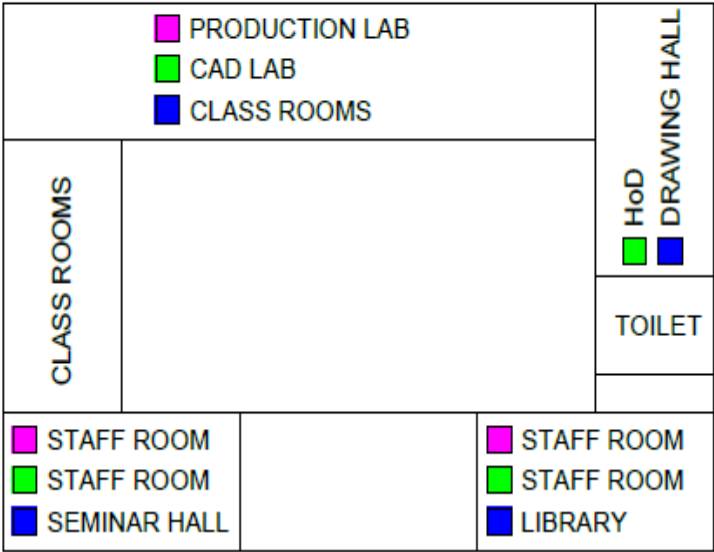 PRODUCTION LAB
CAD LAB
CLASS ROOMS
HoD
DRAWING HALL
CLASS ROOMS
TOILET
STAFF ROOM
STAFF ROOM
SEMINAR HALL
STAFF ROOM
STAFF ROOM
LIBRARY